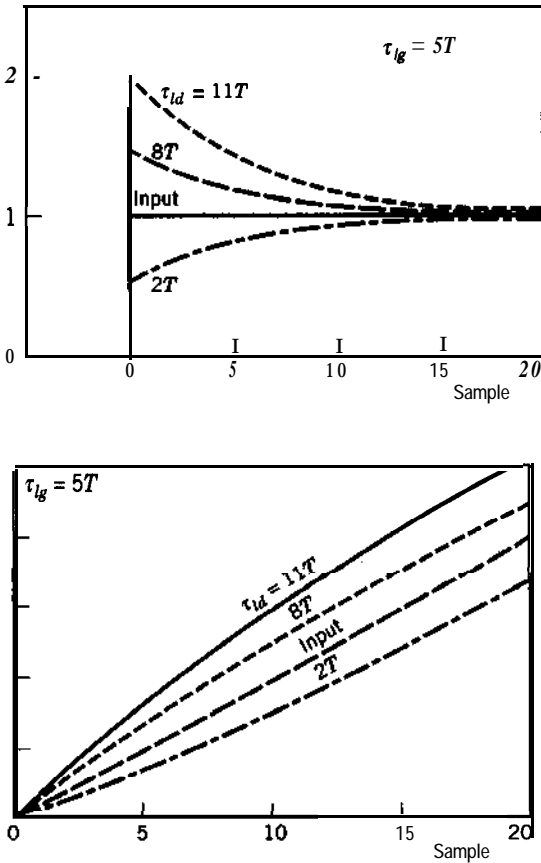 τlg = 5T
2
τld = 11T
8T
Input
1
2T
0
I I I
0 5 10 15 20
Sample
τlg = 5T
τld = 11T
8T
Input
2T
0 5 10 15 20
Sample